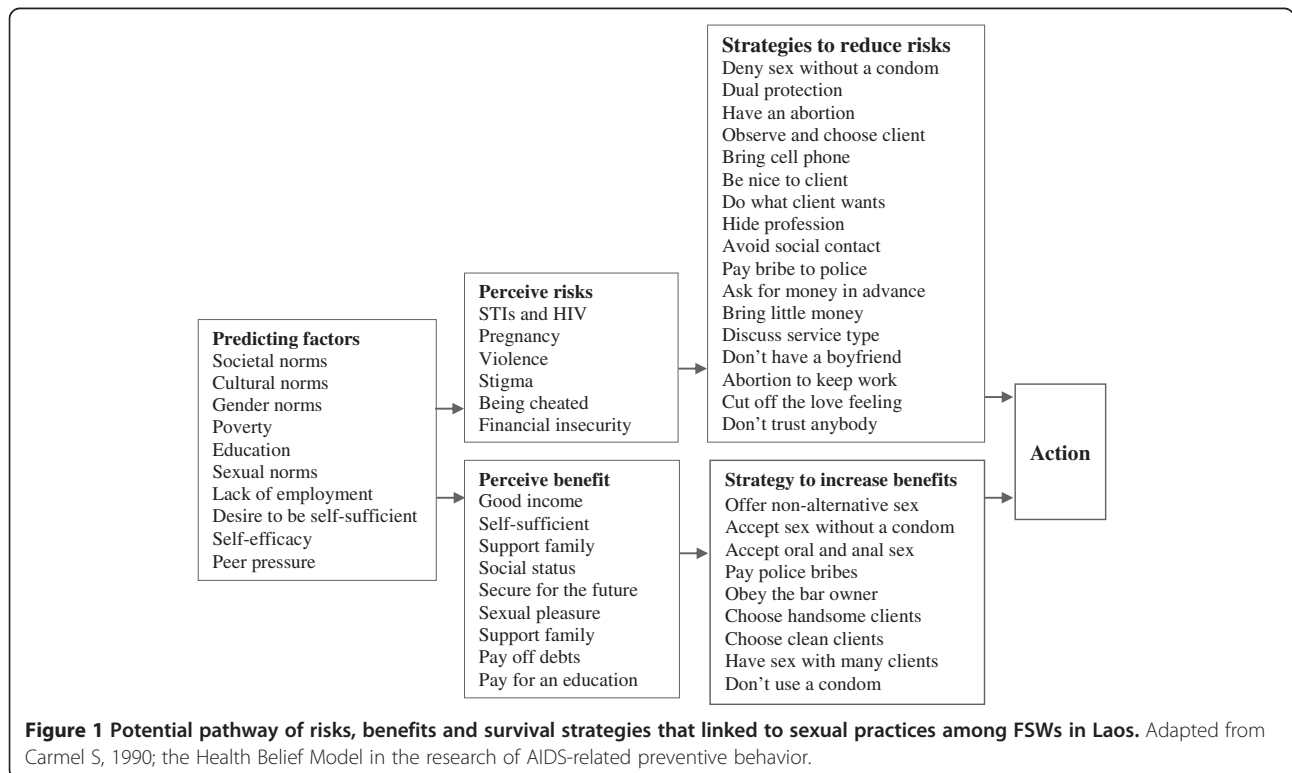 Strategies to reduce risks
Deny sex without a condom
Dual protection
Have an abortion
Observe and choose client
Bring cell phone
Be nice to client
Do what client wants
Hide profession
Avoid social contact
Pay bribe to police
Ask for money in advance
Bring little money
Discuss service type
Don't have a boyfriend
Abortion to keep work
Cut off the love feeling
Don't trust anybody
Perceive risks
STIs and HIV
Pregnancy
Violence
Stigma
Being cheated
Financial insecurity
Predicting factors
Societal norms
Cultural norms
Gender norms
Poverty
Education
Sexual norms
Lack of employment
Desire to be self-sufficient
Self-efficacy
Peer pressure
Perceive benefit
Good income
Self-sufficient
Support family
Social status
Secure for the future
Sexual pleasure
Support family
Pay off debts
Pay for an education
Strategy to increase benefits
Offer non-alternative sex
Accept sex without a condom
Accept oral and anal sex
Pay police bribes
Obey the bar owner
Choose handsome clients
Choose clean clients
Have sex with many clients
Don't use a condom
Action
Figure 1 Potential pathway of risks, benefits and survival strategies that linked to sexual practices among FSWs in Laos. Adapted from
Carmel S, 1990; the Health Belief Model in the research of AIDS-related preventive behavior.